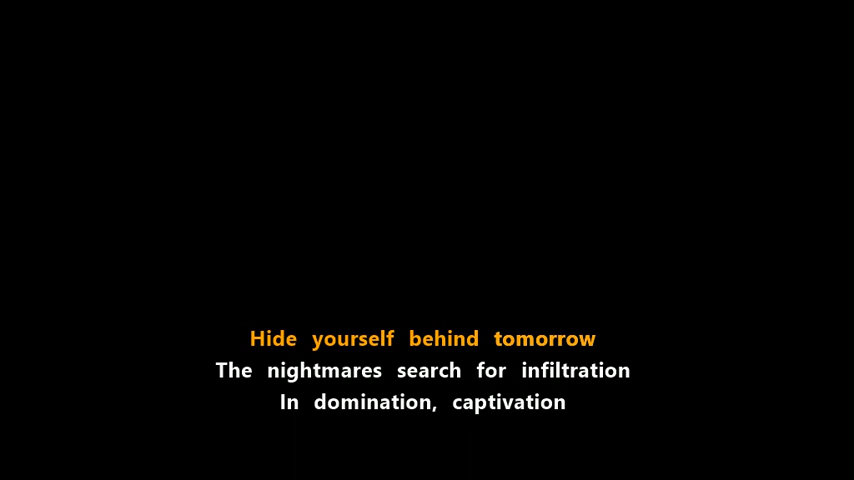 Hide yourself behind tomorrow
The nightmares search for infiltration
In domination, captivation